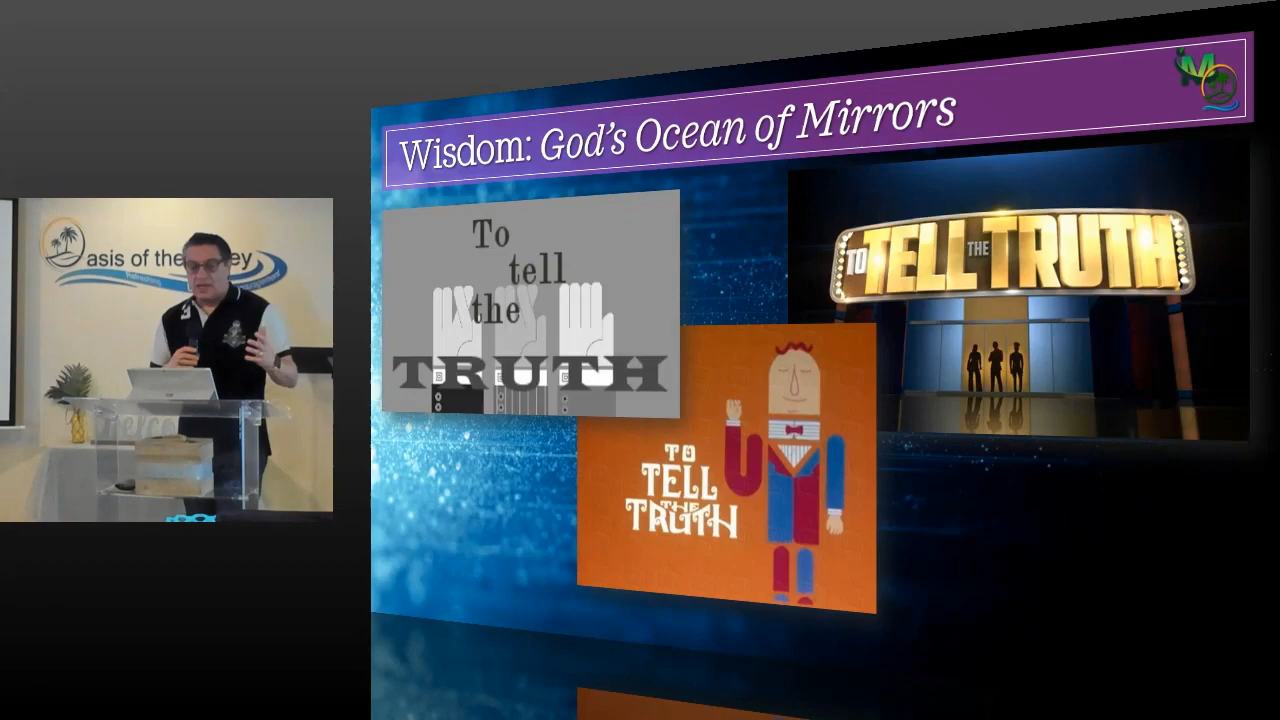 Wisdom: God's Ocean of Mirrors
asis of the
ey
To
tell
the
TRUTH
TO
TELL
THE
TRUTH
TO TELL THE TRUTH